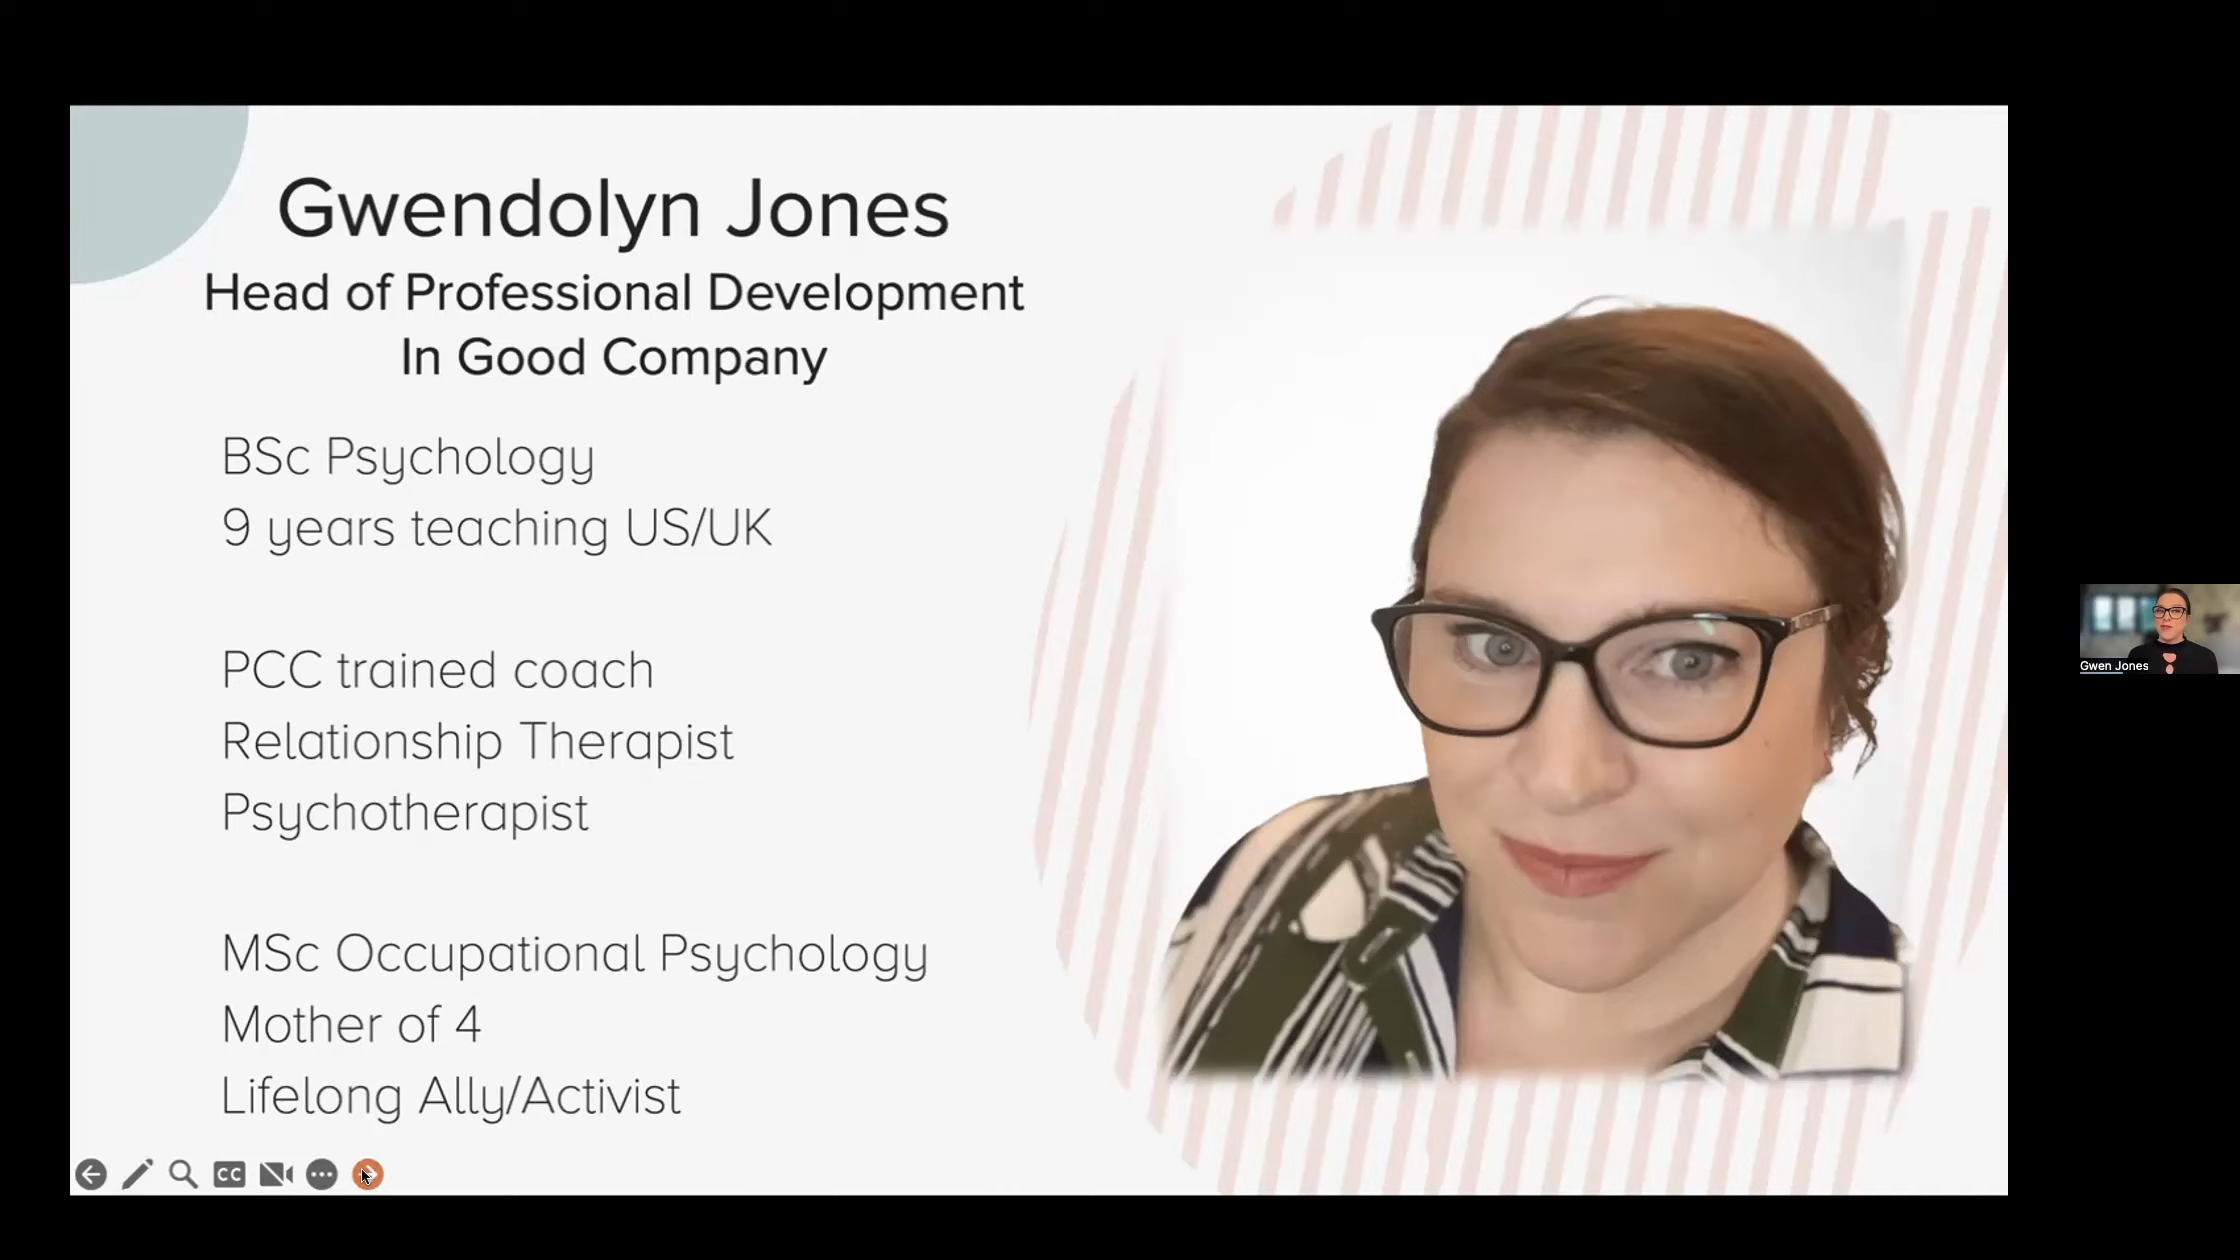 Gwendolyn Jones
Head of Professional Development
In Good Company
BSc Psychology
9 years teaching US/UK
PCC trained coach
Relationship Therapist
Psychotherapist
MSc Occupational Psychology
Mother of 4
Lifelong Ally/Activist
CC
Gwen Jones